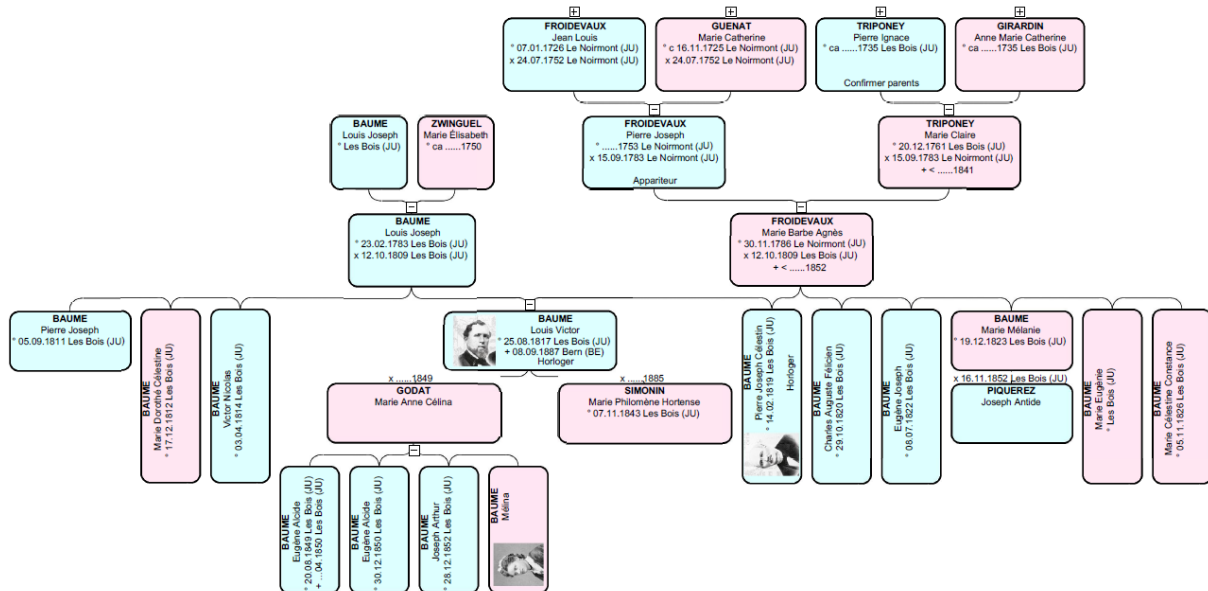 FROIDEVAUX
Jean Louis
° 07.01.1726 Le Noirmont (JU)
x 24.07.1752 Le Noirmont (JU)
GUENAT
Marie Catherine
° c 16.11.1725 Le Noirmont (JU)
x 24.07.1752 Le Noirmont (JU)
TRIPONEY
Pierre Ignace
° ca ......1735 Les Bois (JU)
Confirmer parents
GIRARDIN
Anne Marie Catherine
° ca ......1735 Les Bois (JU)
BAUME
Louis Joseph
° Les Bois (JU)
ZWINGUEL
Marie Élisabeth
° ca ......1750
FROIDEVAUX
Pierre Joseph
° ......1753 Le Noirmont (JU)
x 15.09.1783 Le Noirmont (JU)
Appariteur
TRIPONEY
Marie Claire
° 20.12.1761 Les Bois (JU)
x 15.09.1783 Le Noirmont (JU)
+ < ......1841
BAUME
Louis Joseph
° 23.02.1783 Les Bois (JU)
x 12.10.1809 Les Bois (JU)
FROIDEVAUX
Marie Barbe Agnès
° 30.11.1786 Le Noirmont (JU)
x 12.10.1809 Les Bois (JU)
+ < ......1852
BAUME
Pierre Joseph
° 05.09.1811 Les Bois (JU)
BAUME
Marie Dorothé Célestine
° 17.12.1812 Les Bois (JU)
BAUME
Victor Nicolas
° 03.04.1814 Les Bois (JU)
BAUME
Louis Victor
° 25.08.1817 Les Bois (JU)
+ 08.09.1887 Bern (BE)
Horloger
x ......1849
GODAT
Marie Anne Célina
x ......1885
SIMONIN
Marie Philomène Hortense
° 07.11.1843 Les Bois (JU)
BAUME
Pierre Joseph Célestin
° 14.02.1819 Les Bois (JU)
Horloger
BAUME
Charles Auguste Félicien
° 29.10.1820 Les Bois (JU)
BAUME
Eugène Joseph
° 08.07.1822 Les Bois (JU)
BAUME
Marie Mélanie
° 19.12.1823 Les Bois (JU)
x 16.11.1852 Les Bois (JU)
PIQUEREZ
Joseph Antide
BAUME
Marie Eugénie
° Les Bois (JU)
BAUME
Marie Célestine Constance
° 05.11.1826 Les Bois (JU)
BAUME
Eugène Alcide
° 20.08.1849 Les Bois (JU)
+ ...04.1850 Les Bois (JU)
BAUME
Eugène Alcide
° 30.12.1850 Les Bois (JU)
BAUME
Joseph Arthur
° 28.12.1852 Les Bois (JU)
BAUME
Mélina